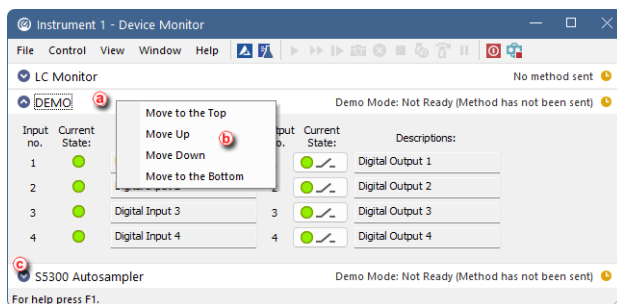 Instrument 1 - Device Monitor
File Control View Window Help
LC Monitor No method sent
DEMO a Demo Mode: Not Ready (Method has not been sent)
Move to the Top
Move Up b
Move Down
Move to the Bottom
Input no. Current State: no. Current State: Descriptions:
1 Digital Output 1
2 2 Digital Output 2
3 Digital Input 3 3 Digital Output 3
4 Digital Input 4 4 Digital Output 4
c
S5300 Autosampler Demo Mode: Not Ready (Method has not been sent)
For help press F1.